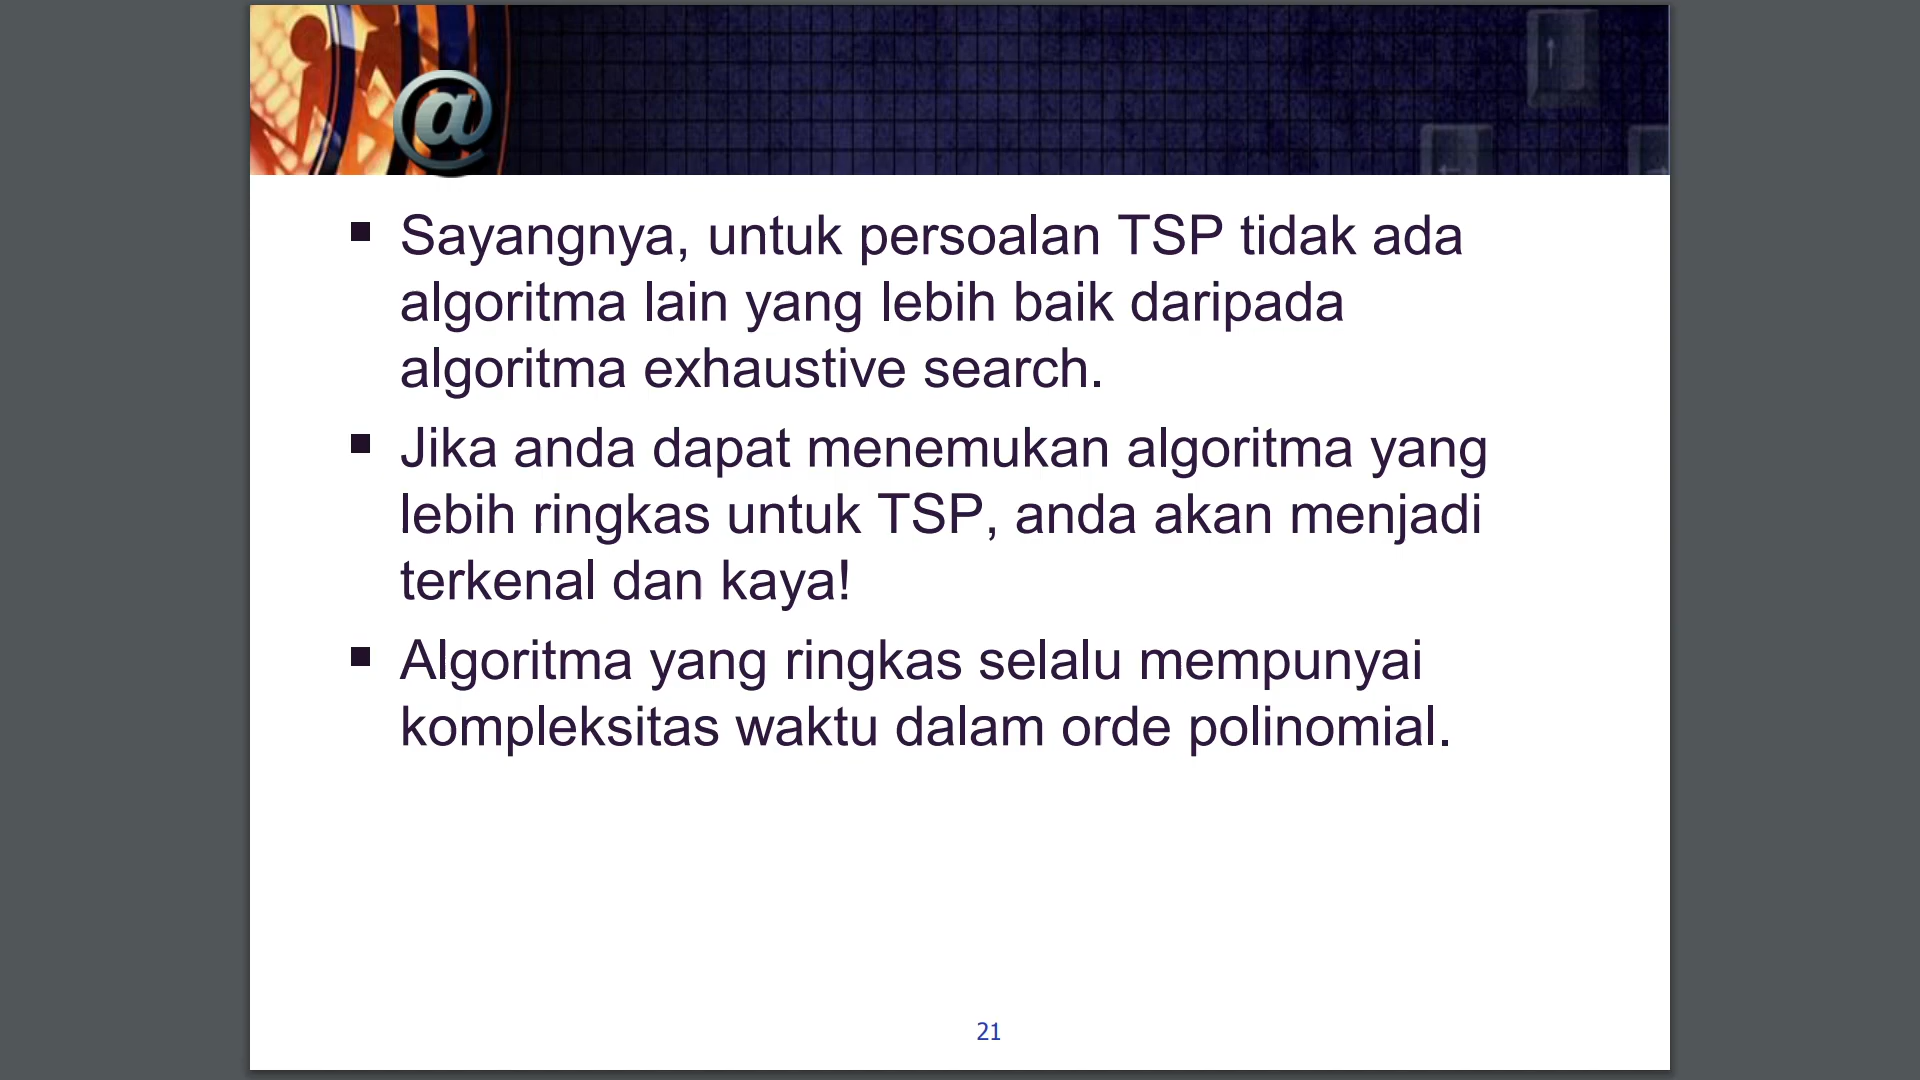 @
Sayangnya, untuk persoalan TSP tidak ada
algoritma lain yang lebih baik daripada
algoritma exhaustive search.
Jika anda dapat menemukan algoritma yang
lebih ringkas untuk TSP, anda akan menjadi
terkenal dan kaya!
Algoritma yang ringkas selalu mempunyai
kompleksitas waktu dalam orde polinomial.
21